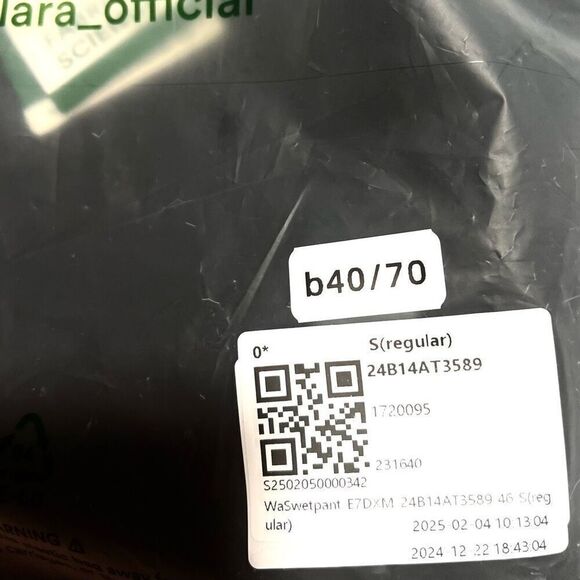 lara_official
b40/70
0*
S(regular)
24B14AT3589
1720095
231640
S2502050000342
WaSwetpant E7DXM 24B14AT3589 46 S(reg
ular)
2025-02-04 10:13:04
2024-12-22 18:43:04